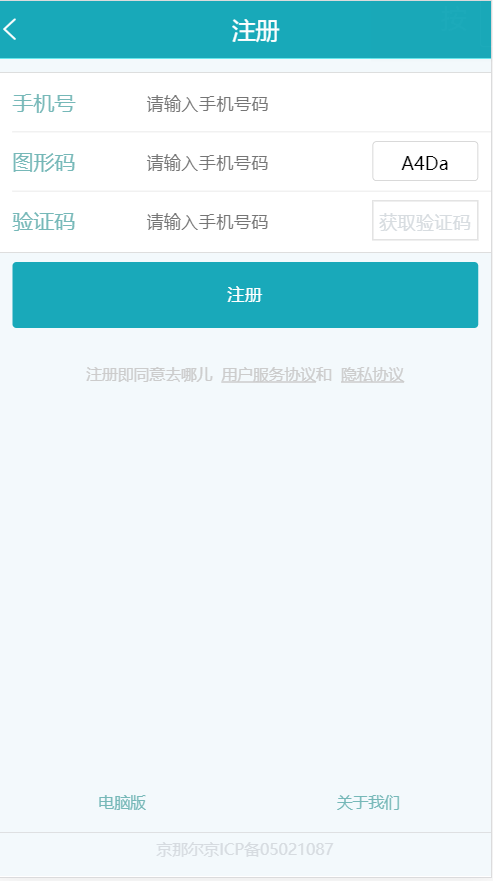 注册
手机号 请输入手机号码
图形码 请输入手机号码 A4Da
验证码 请输入手机号码 获取验证码
注册
注册即同意去哪儿 用户服务协议和 隐私协议
电脑版 关于我们
京那尔京ICP备05021087